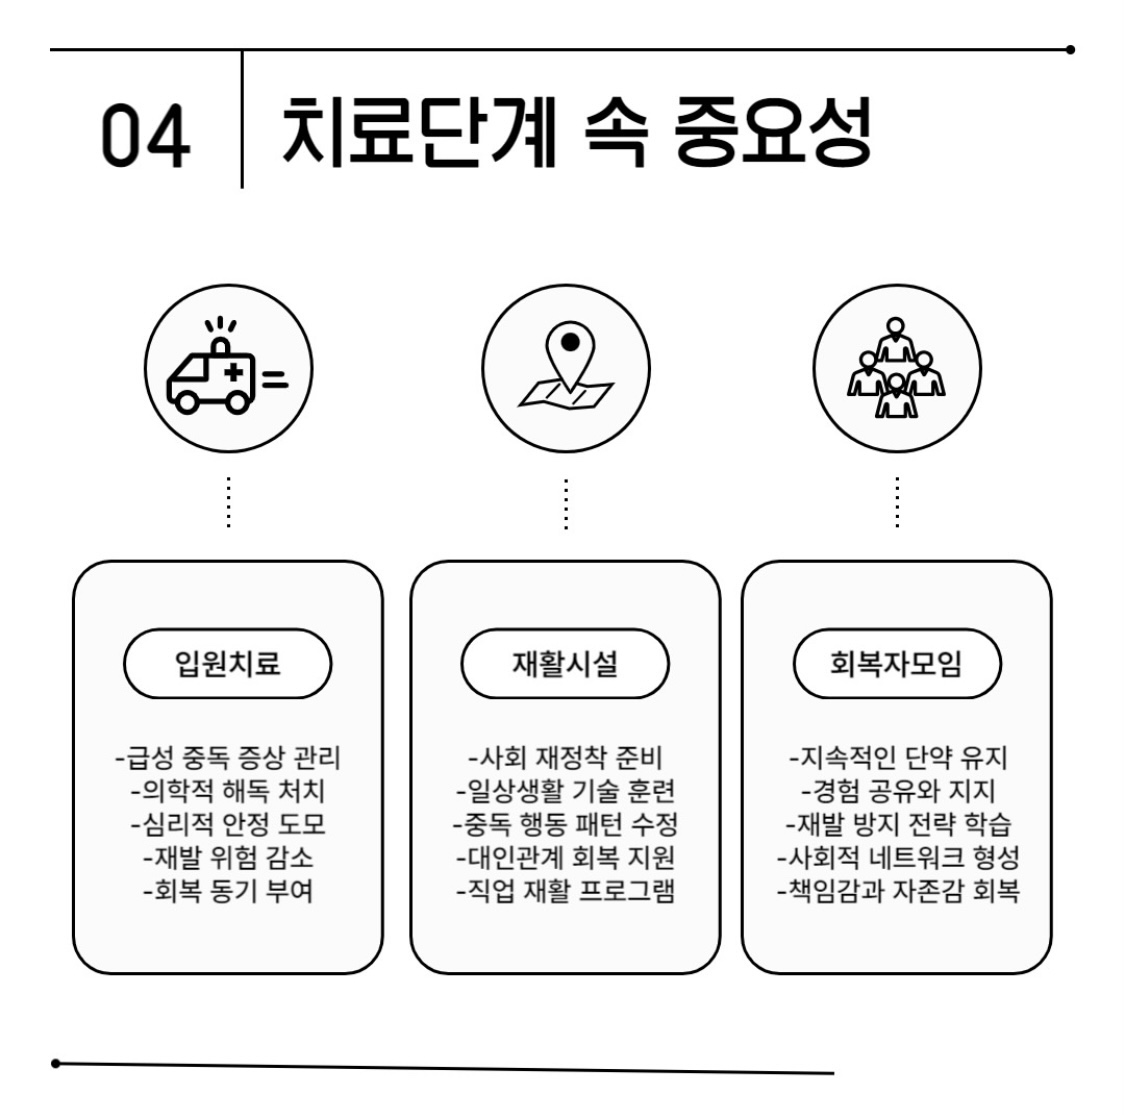 04
치료단계 속 중요성
입원치료
-급성 중독 증상 관리
-의학적 해독 처치
-심리적 안정 도모
-재발 위험 감소
-회복 동기 부여
재활시설
-사회 재정착 준비
-일상생활 기술 훈련
-중독 행동 패턴 수정
-대인관계 회복 지원
-직업 재활 프로그램
회복자모임
-지속적인 단약 유지
-경험 공유와 지지
-재발 방지 전략 학습
-사회적 네트워크 형성
-책임감과 자존감 회복